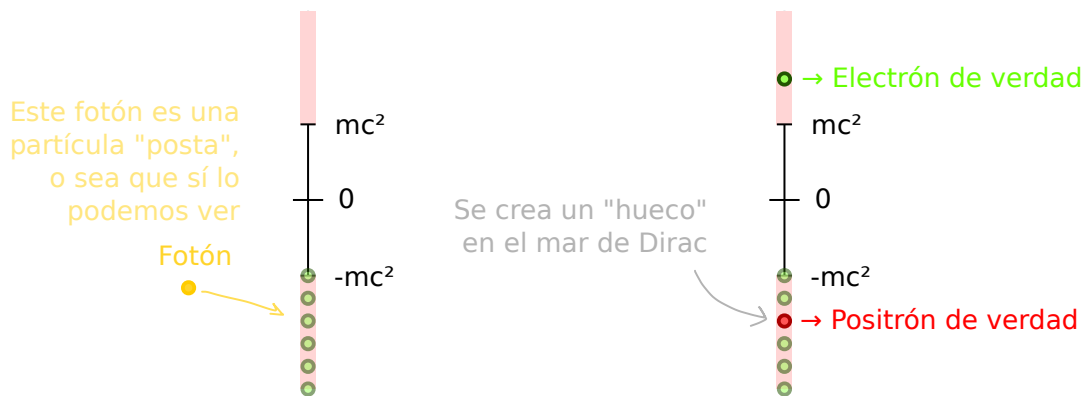 Este fotón es una
partícula "posta",
o sea que sí lo
podemos ver
Fotón
mc²
0
-mc²
Se crea un "hueco"
en el mar de Dirac
→ Electrón de verdad
mc²
0
-mc²
→ Positrón de verdad